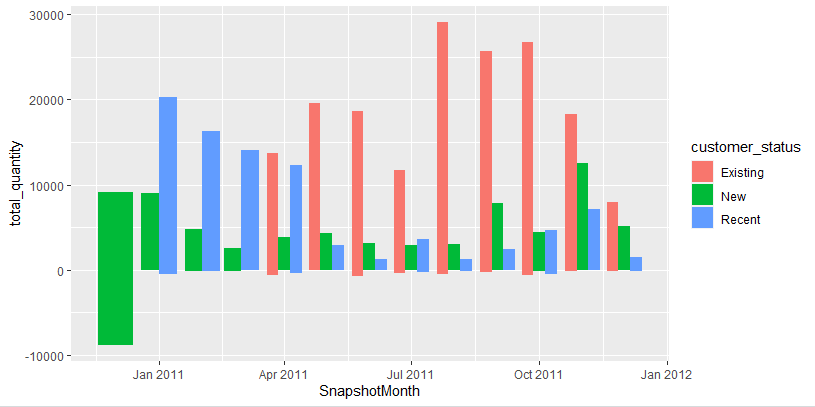 30000
20000
10000
0
-10000
total_quantity
Jan 2011 Apr 2011 Jul 2011 Oct 2011 Jan 2012
SnapshotMonth
customer_status
Existing
New
Recent